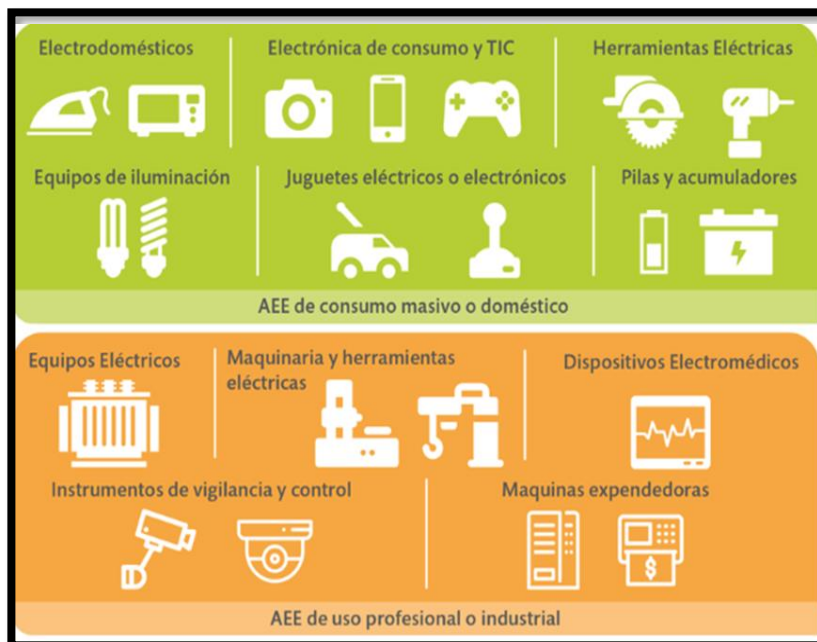 Electrodomésticos
Electrónica de consumo y TIC
Herramientas Eléctricas
Equipos de iluminación
Juguetes eléctricos o electrónicos
Pilas y acumuladores
AEE de consumo masivo o doméstico
Equipos Eléctricos
Maquinaria y herramientas
eléctricas
Dispositivos Electromédicos
Instrumentos de vigilancia y control
Maquinas expendedoras
$
AEE de uso profesional o industrial